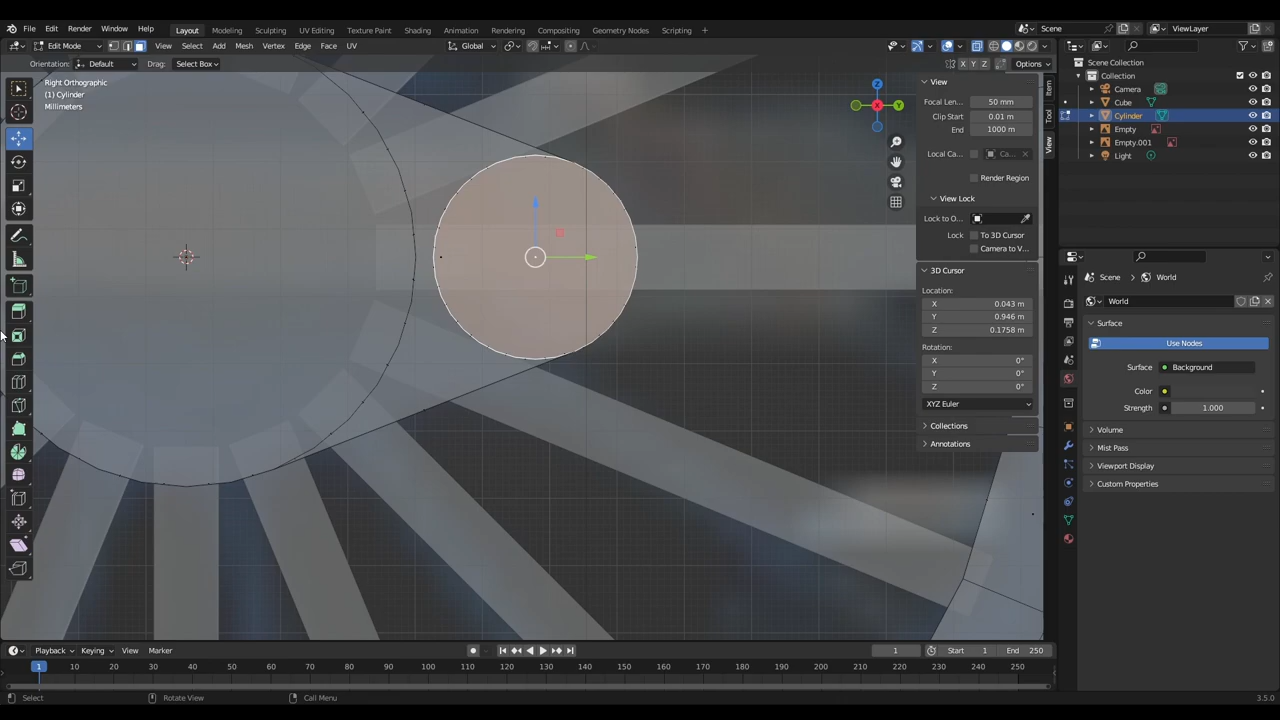 File Edit Render Window Help Layout Modeling Sculpting UV Editing Texture Paint Shading Animation Rendering Compositing Geometry Nodes Scripting + Scene ViewLayer
Edit Mode View Select Add Mesh Vertex Edge Face UV Global
Orientation: Default Drag: Select Box X Y Z Options
Right Orthographic
(1) Cylinder
Millimeters
Z
X
Y
View
Focal Len... 50 mm
Clip Start 0.01 m
End 1000 m
Local Ca... Ca...
Render Region
View Lock
Lock to O...
Lock To 3D Cursor
Camera to V...
3D Cursor
Location:
X 0.043 m
Y 0.946 m
Z 0.1758 m
Rotation:
X 0°
Y 0°
Z 0°
XYZ Euler
Collections
Annotations
Item
Tool
View
Scene Collection
Collection
Camera
Cube
Cylinder
Empty
Empty.001
Light
Scene World
World
Surface
Use Nodes
Surface Background
Color
Strength 1.000
Volume
Mist Pass
Viewport Display
Custom Properties
Playback Keying View Marker 1 Start 1 End 250
1 10 20 30 40 50 60 70 80 90 100 110 120 130 140 150 160 170 180 190 200 210 220 230 240 250
Select Rotate View Call Menu 3.5.0